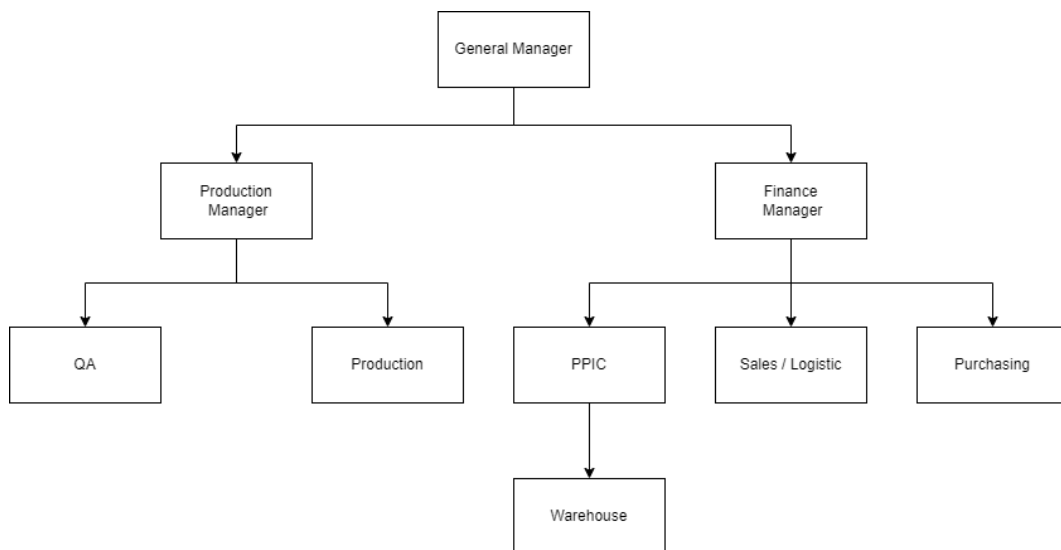 General Manager
Production
Manager
Finance
Manager
QA
Production
PPIC
Sales / Logistic
Purchasing
Warehouse